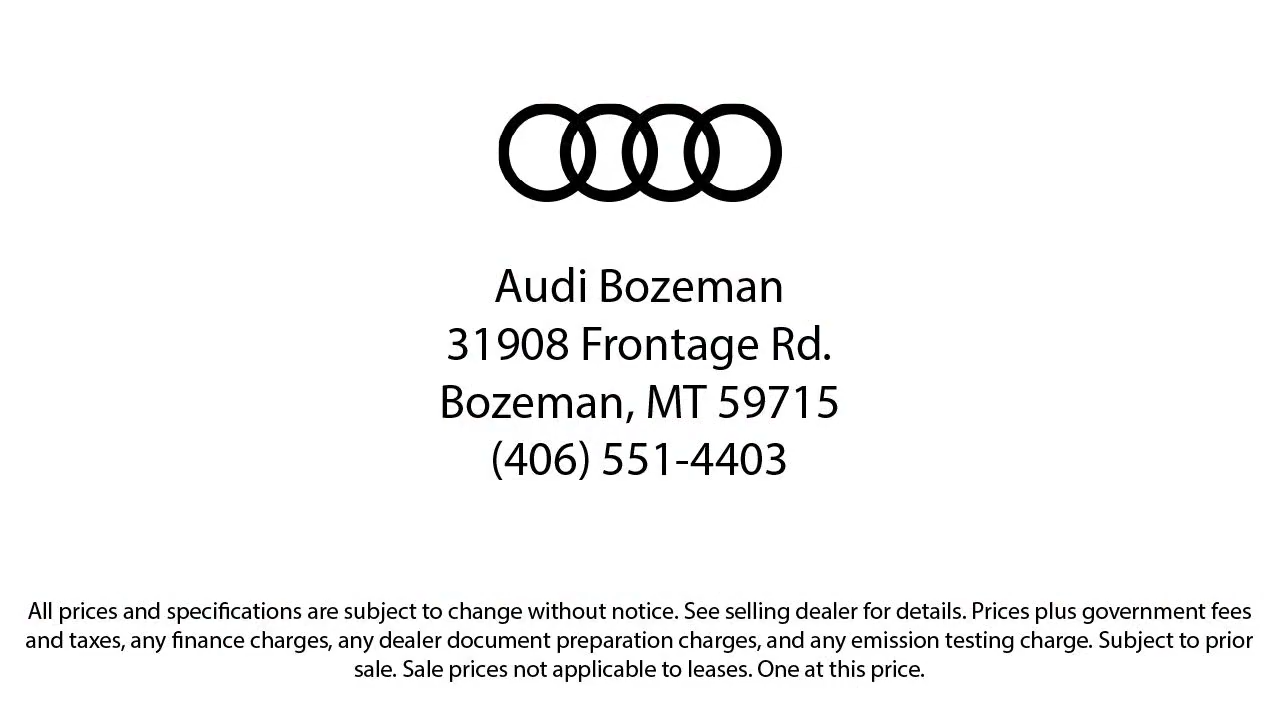 Audi Bozeman
31908 Frontage Rd.
Bozeman, MT 59715
(406) 551-4403
All prices and specifications are subject to change without notice. See selling dealer for details. Prices plus government fees
and taxes, any finance charges, any dealer document preparation charges, and any emission testing charge. Subject to prior
sale. Sale prices not applicable to leases. One at this price.